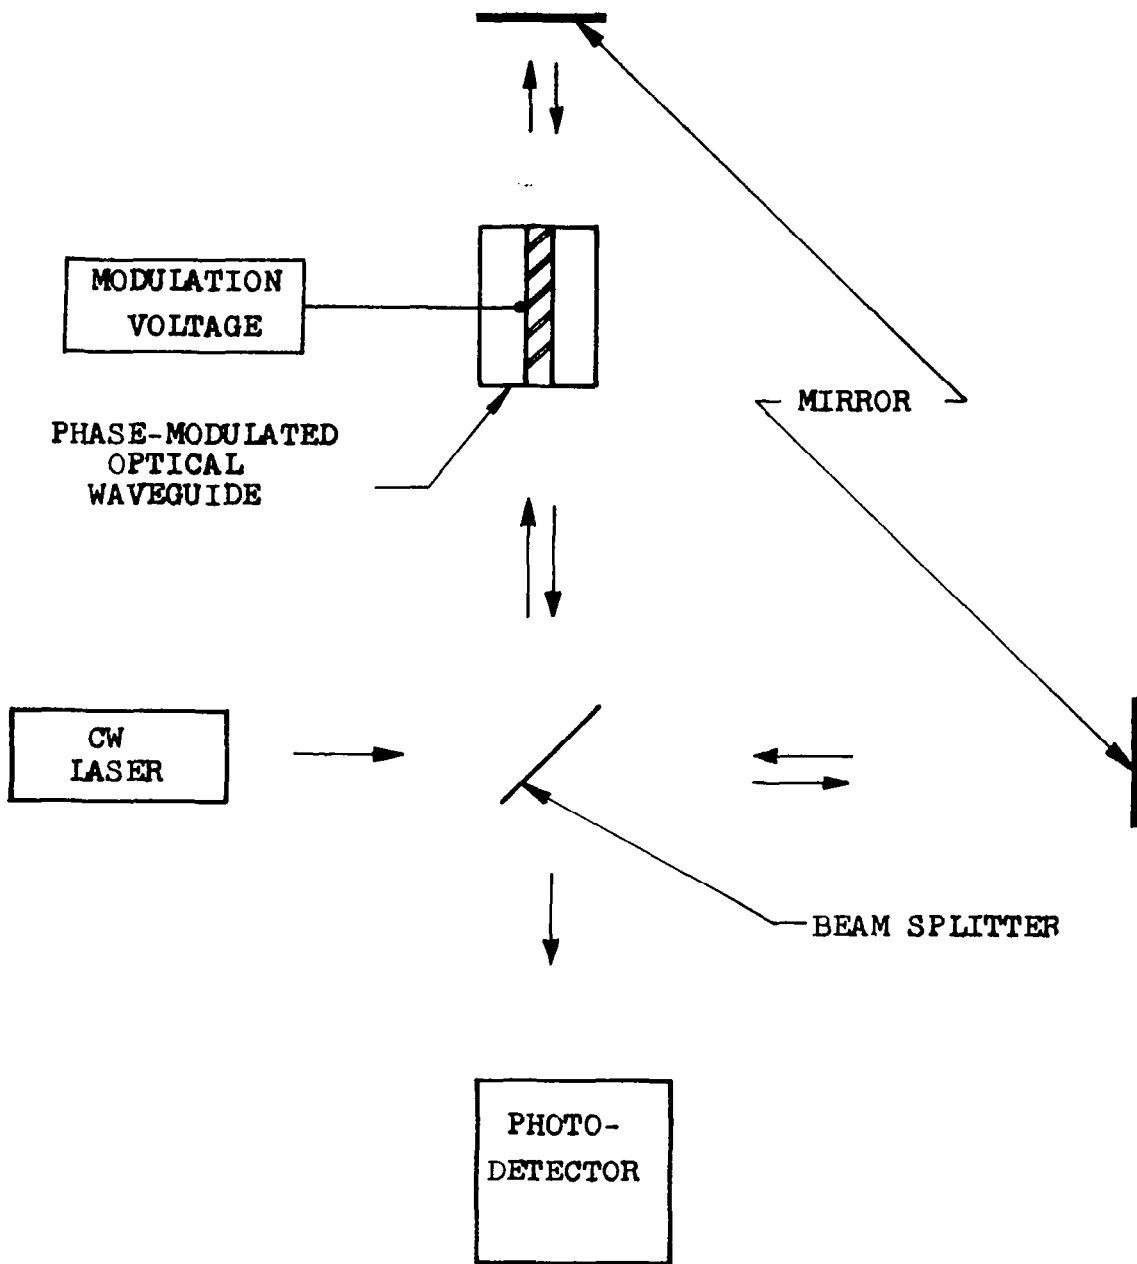 MODULATION
VOLTAGE
PHASE-MODULATED
OPTICAL
WAVEGUIDE
MIRROR
CW
LASER
BEAM SPLITTER
PHOTO-
DETECTOR